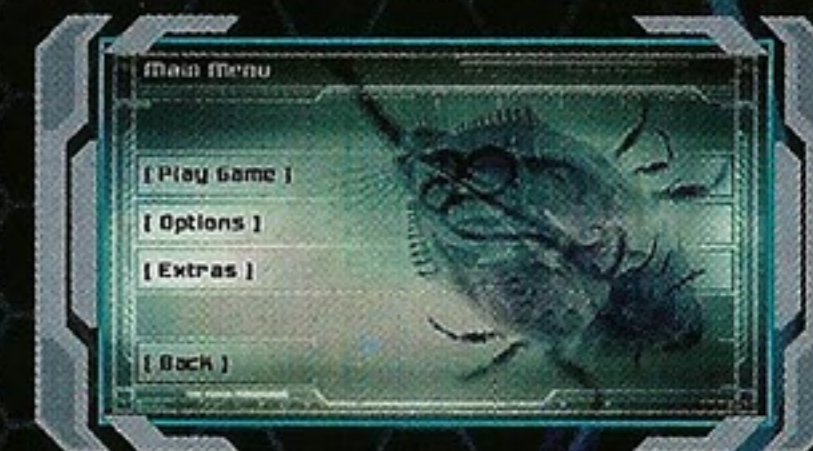 Main Menu
[ Play Game ]
[ Options ]
[ Extras ]
[ Back ]